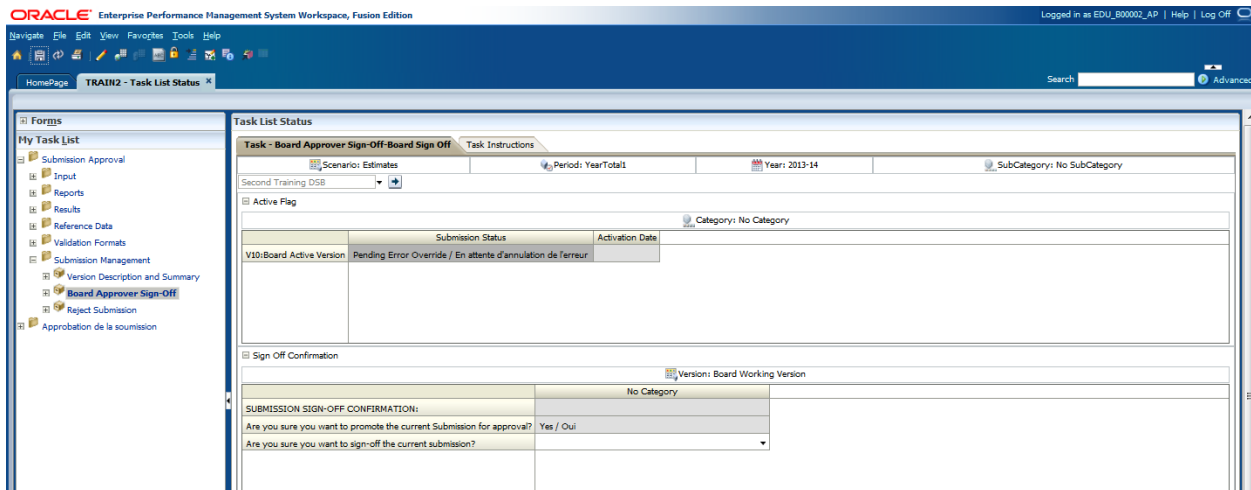 ORACLE Enterprise Performance Management System Workspace, Fusion Edition
Logged in as EDU_B00002_AP | Help | Log Off
Navigate File Edit View Favorites Tools Help
HomePage TRAIN2 - Task List Status Search Advanced
Forms
My Task List
Submission Approval
Input
Reports
Results
Reference Data
Validation Formats
Submission Management
Version Description and Summary
Board Approver Sign-Off
Reject Submission
Approbation de la soumission
Task List Status
Task - Board Approver Sign-Off-Board Sign Off Task Instructions
Scenario: Estimates Period: YearTotal1 Year: 2013-14 SubCategory: No SubCategory
Second Training DSB
Active Flag
Category: No Category
Submission Status Activation Date
V10:Board Active Version Pending Error Override / En attente d'annulation de l'erreur
Sign Off Confirmation
Version: Board Working Version
No Category
SUBMISSION SIGN-OFF CONFIRMATION:
Are you sure you want to promote the current Submission for approval? Yes / Oui
Are you sure you want to sign-off the current submission?